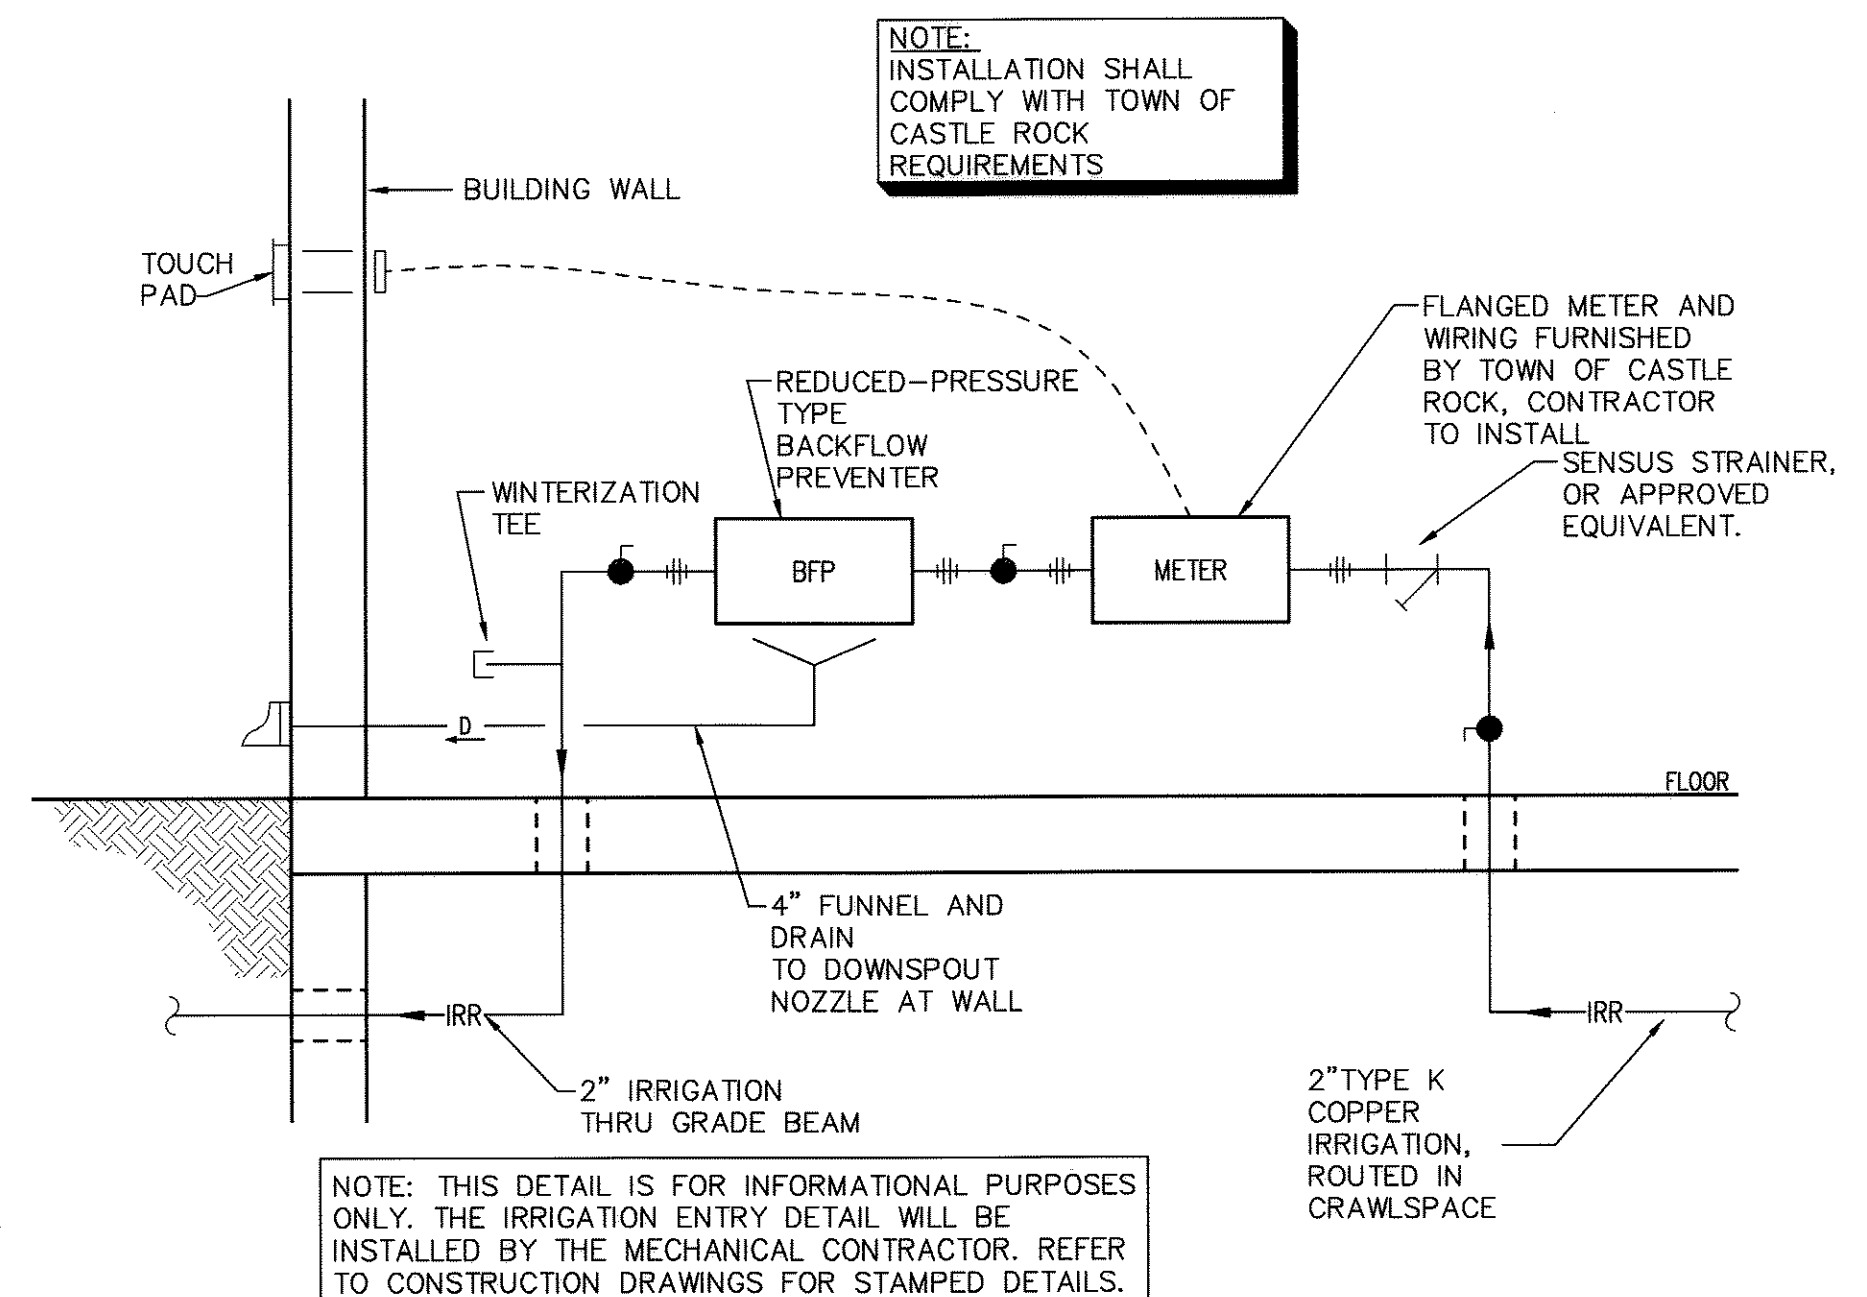 NOTE:
INSTALLATION SHALL
COMPLY WITH TOWN OF
CASTLE ROCK
REQUIREMENTS
BUILDING WALL
TOUCH
PAD
FLANGED METER AND
WIRING FURNISHED
BY TOWN OF CASTLE
ROCK, CONTRACTOR
TO INSTALL
REDUCED-PRESSURE
TYPE
BACKFLOW
PREVENTER
SENSUS STRAINER,
OR APPROVED
EQUIVALENT.
WINTERIZATION
TEE
BFP
METER
D
FLOOR
4" FUNNEL AND
DRAIN
TO DOWNSPOUT
NOZZLE AT WALL
IRR
IRR
2" IRRIGATION
THRU GRADE BEAM
2"TYPE K
COPPER
IRRIGATION,
ROUTED IN
CRAWLSPACE
NOTE: THIS DETAIL IS FOR INFORMATIONAL PURPOSES
ONLY. THE IRRIGATION ENTRY DETAIL WILL BE
INSTALLED BY THE MECHANICAL CONTRACTOR. REFER
TO CONSTRUCTION DRAWINGS FOR STAMPED DETAILS.